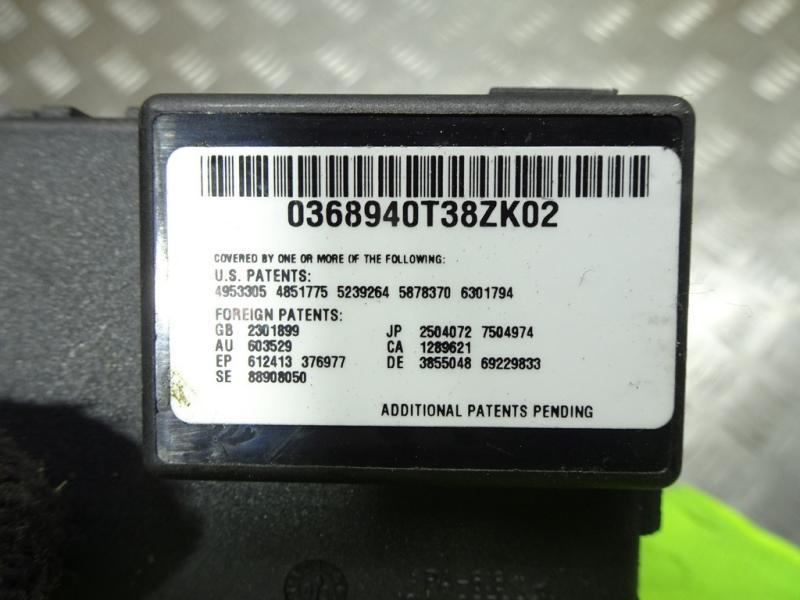 0368940T38ZK02
COVERED BY ONE OR MORE OF THE FOLLOWING:
U.S. PATENTS:
4953305 4851775 5239264 5878370 6301794
FOREIGN PATENTS:
GB 2301899 JP 2504072 7504974
AU 603529 CA 1289621
EP 612413 376977 DE 3855048 69229833
SE 88908050
ADDITIONAL PATENTS PENDING